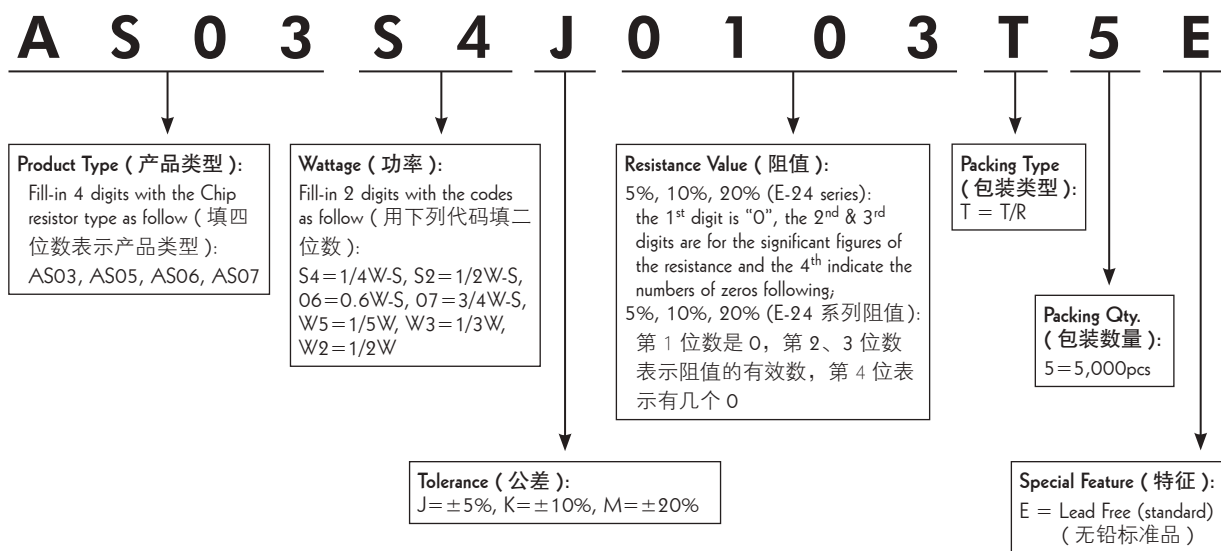 A S 0 3 S 4 J 0 1 0 3 T 5 E
Product Type ( 产品类型 ):
Fill-in 4 digits with the Chip
resistor type as follow ( 填四
位数表示产品类型 ):
AS03, AS05, AS06, AS07
Wattage ( 功率 ):
Fill-in 2 digits with the codes
as follow ( 用下列代码填二
位数 ):
S4=1/4W-S, S2=1/2W-S,
06=0.6W-S, 07=3/4W-S,
W5=1/5W, W3=1/3W,
W2=1/2W
Resistance Value ( 阻值 ):
5%, 10%, 20% (E-24 series):
the 1st digit is “0”, the 2nd & 3rd
digits are for the significant figures of
the resistance and the 4th indicate the
numbers of zeros following;
5%, 10%, 20% (E-24 系列阻值):
第 1 位数是 0，第 2、3 位数
表示阻值的有效数，第 4 位表
示有几个 0
Packing Type
( 包装类型 ):
T = T/R
Packing Qty.
( 包装数量 ):
5=5,000pcs
Tolerance ( 公差 ):
J=±5%, K=±10%, M=±20%
Special Feature ( 特征 ):
E = Lead Free (standard)
( 无铅标准品 )